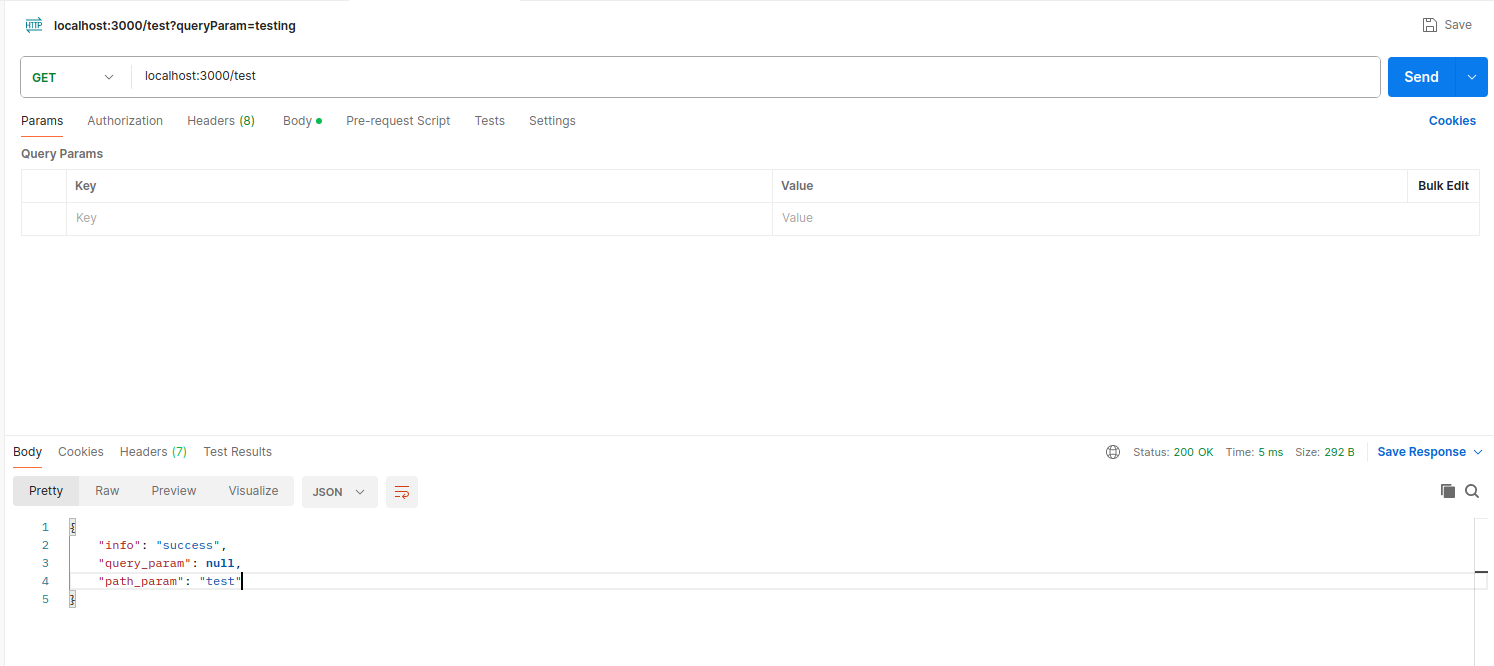 HTTP localhost:3000/test?queryParam=testing Save
GET localhost:3000/test Send
Params Authorization Headers (8) Body Pre-request Script Tests Settings Cookies
Query Params
Key Value Bulk Edit
Key Value
Body Cookies Headers (7) Test Results Status: 200 OK Time: 5 ms Size: 292 B Save Response
Pretty Raw Preview Visualize JSON
1 {
2 "info": "success",
3 "query_param": null,
4 "path_param": "test"
5 }